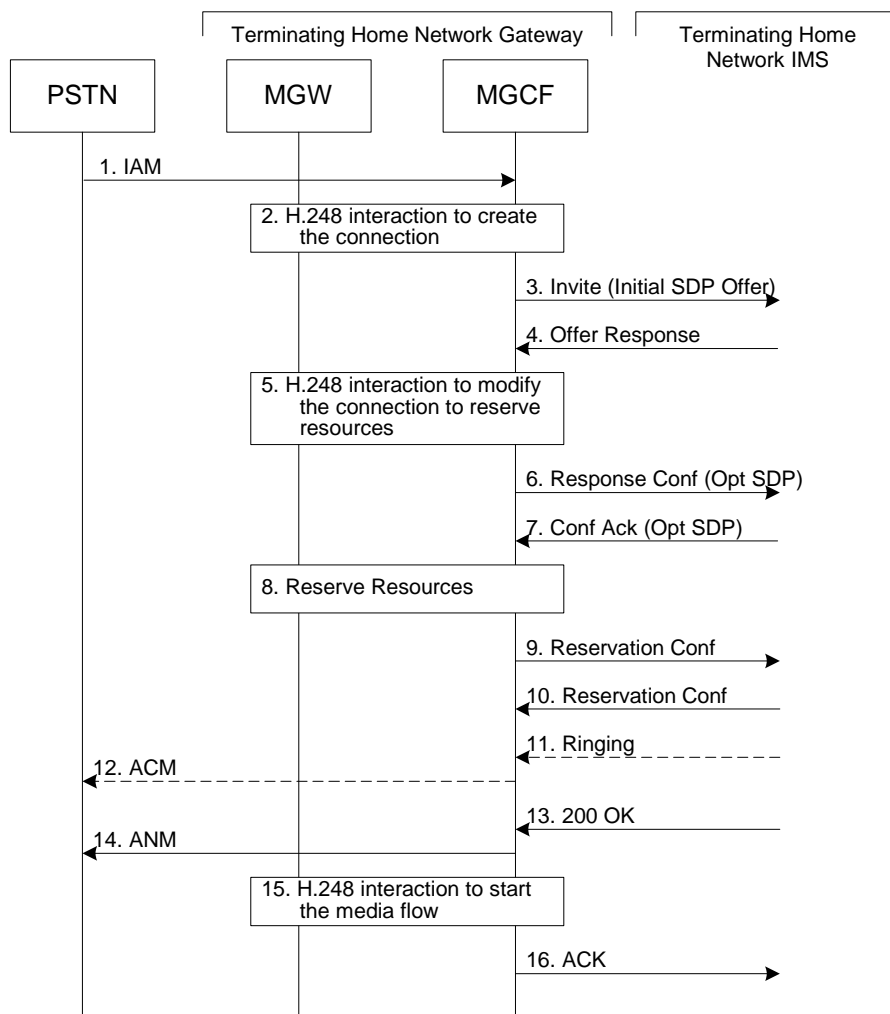 Terminating Home Network Gateway
Terminating Home
Network IMS
PSTN
MGW
MGCF
1. IAM
2. H.248 interaction to create
the connection
3. Invite (Initial SDP Offer)
4. Offer Response
5. H.248 interaction to modify
the connection to reserve
resources
6. Response Conf (Opt SDP)
7. Conf Ack (Opt SDP)
8. Reserve Resources
9. Reservation Conf
10. Reservation Conf
11. Ringing
12. ACM
13. 200 OK
14. ANM
15. H.248 interaction to start
the media flow
16. ACK